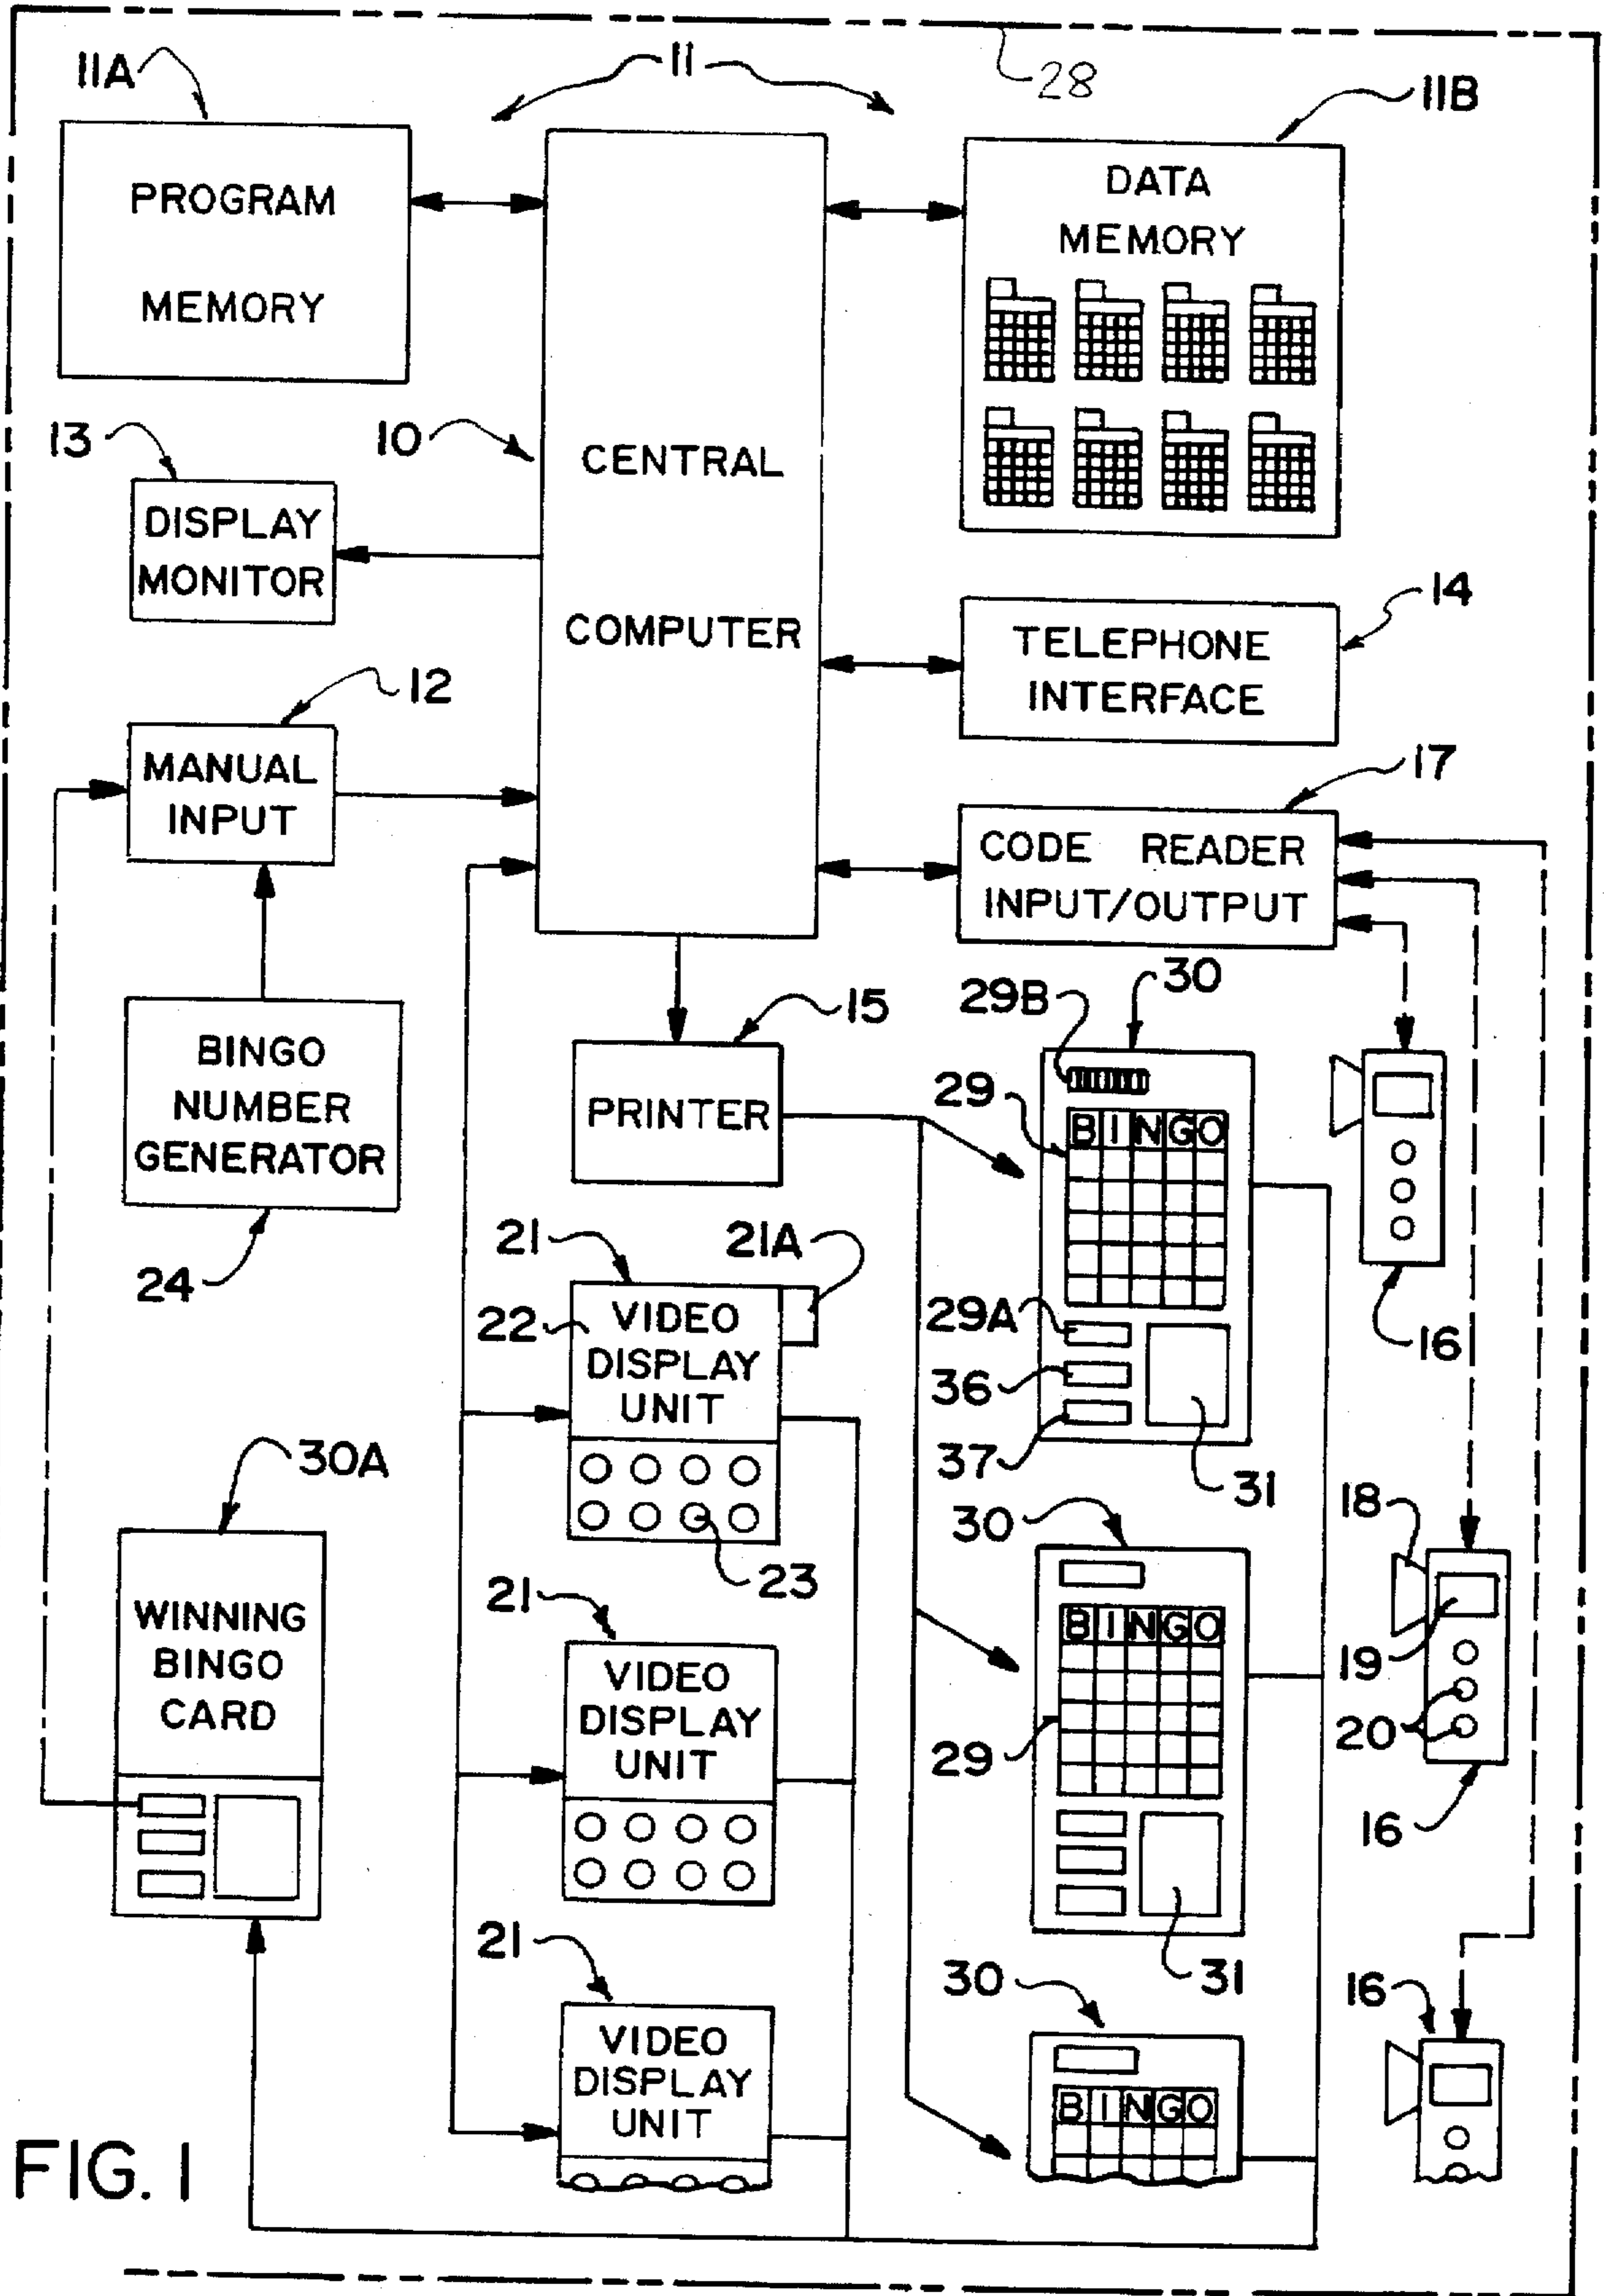 11A
11
28
11B
PROGRAM
MEMORY
DATA
MEMORY
13
10
CENTRAL
COMPUTER
DISPLAY
MONITOR
14
TELEPHONE
INTERFACE
12
MANUAL
INPUT
17
CODE READER
INPUT/OUTPUT
BINGO
NUMBER
GENERATOR
24
15
PRINTER
29B
30
29
BINGO
29A
36
37
31
16
21
21A
22
VIDEO
DISPLAY
UNIT
23
30A
WINNING
BINGO
CARD
21
VIDEO
DISPLAY
UNIT
30
BINGO
29
31
18
19
20
16
21
VIDEO
DISPLAY
UNIT
30
BINGO
16
FIG. 1